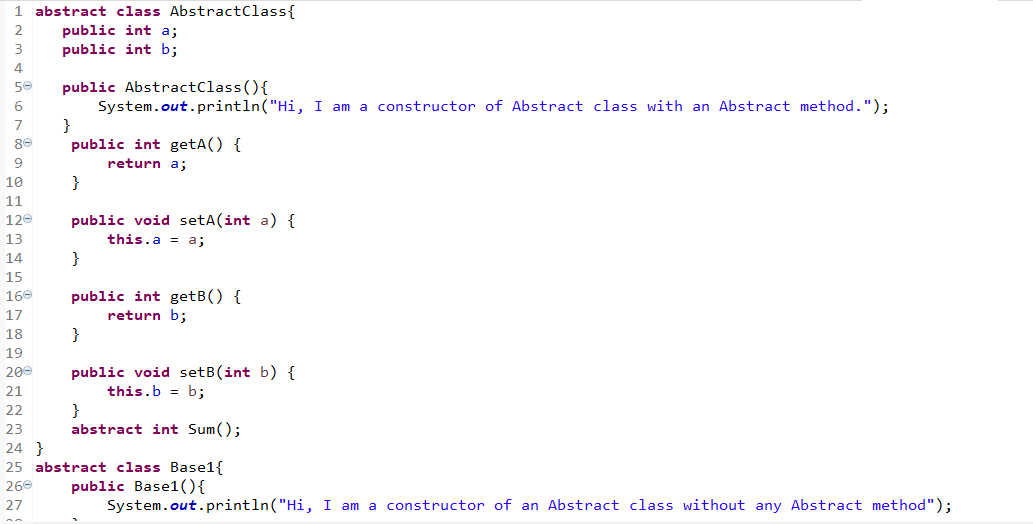 1 abstract class AbstractClass{
2 public int a;
3 public int b;
4
5 public AbstractClass(){
6 System.out.println("Hi, I am a constructor of Abstract class with an Abstract method.");
7 }
8 public int getA() {
9 return a;
10 }
11
12 public void setA(int a) {
13 this.a = a;
14 }
15
16 public int getB() {
17 return b;
18 }
19
20 public void setB(int b) {
21 this.b = b;
22 }
23 abstract int Sum();
24 }
25 abstract class Base1{
26 public Base1(){
27 System.out.println("Hi, I am a constructor of an Abstract class without any Abstract method");